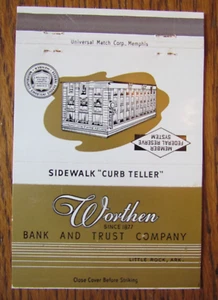 Universal Match Corp., Memphis
MEMBER
FEDERAL RESERVE
SYSTEM
SIDEWALK "CURB TELLER"
Worthen
SINCE 1877
BANK AND TRUST COMPANY
LITTLE ROCK, ARK.
Close Cover Before Striking